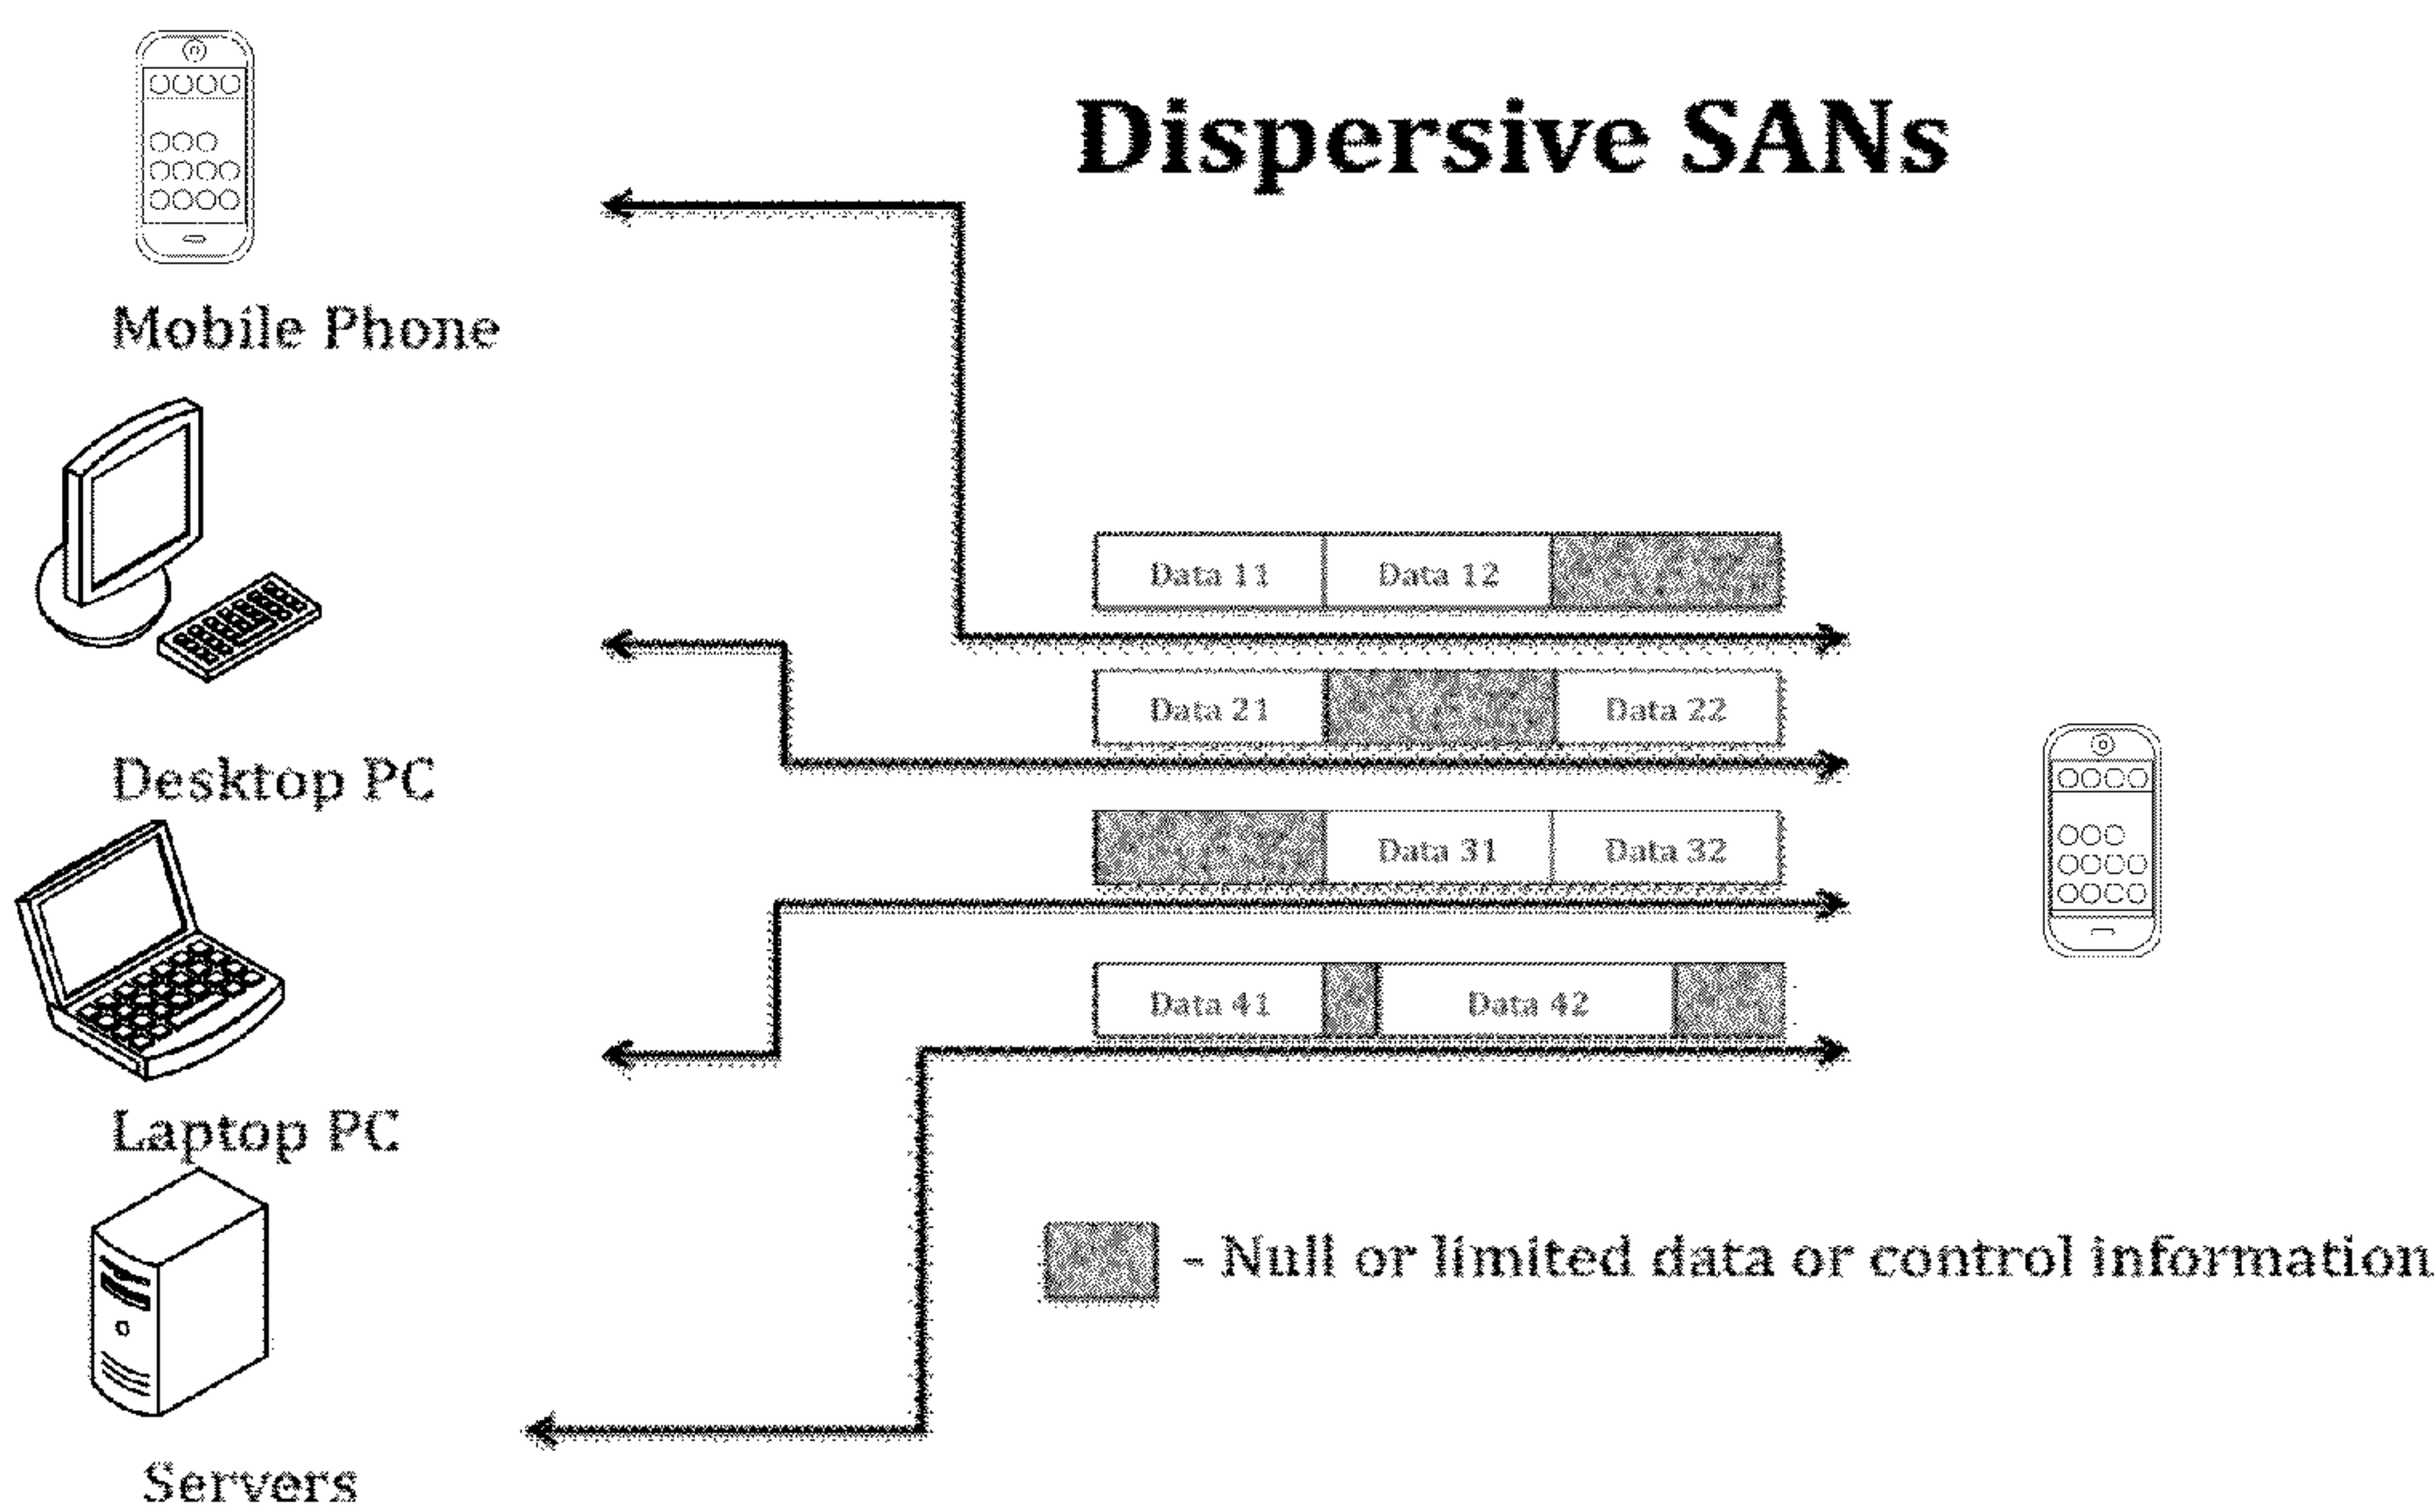 Dispersive SANs
Mobile Phone
Data 11 Data 12
Data 21 Data 22
Desktop PC
Data 31 Data 32
Data 41 Data 42
Laptop PC
- Null or limited data or control information
Servers